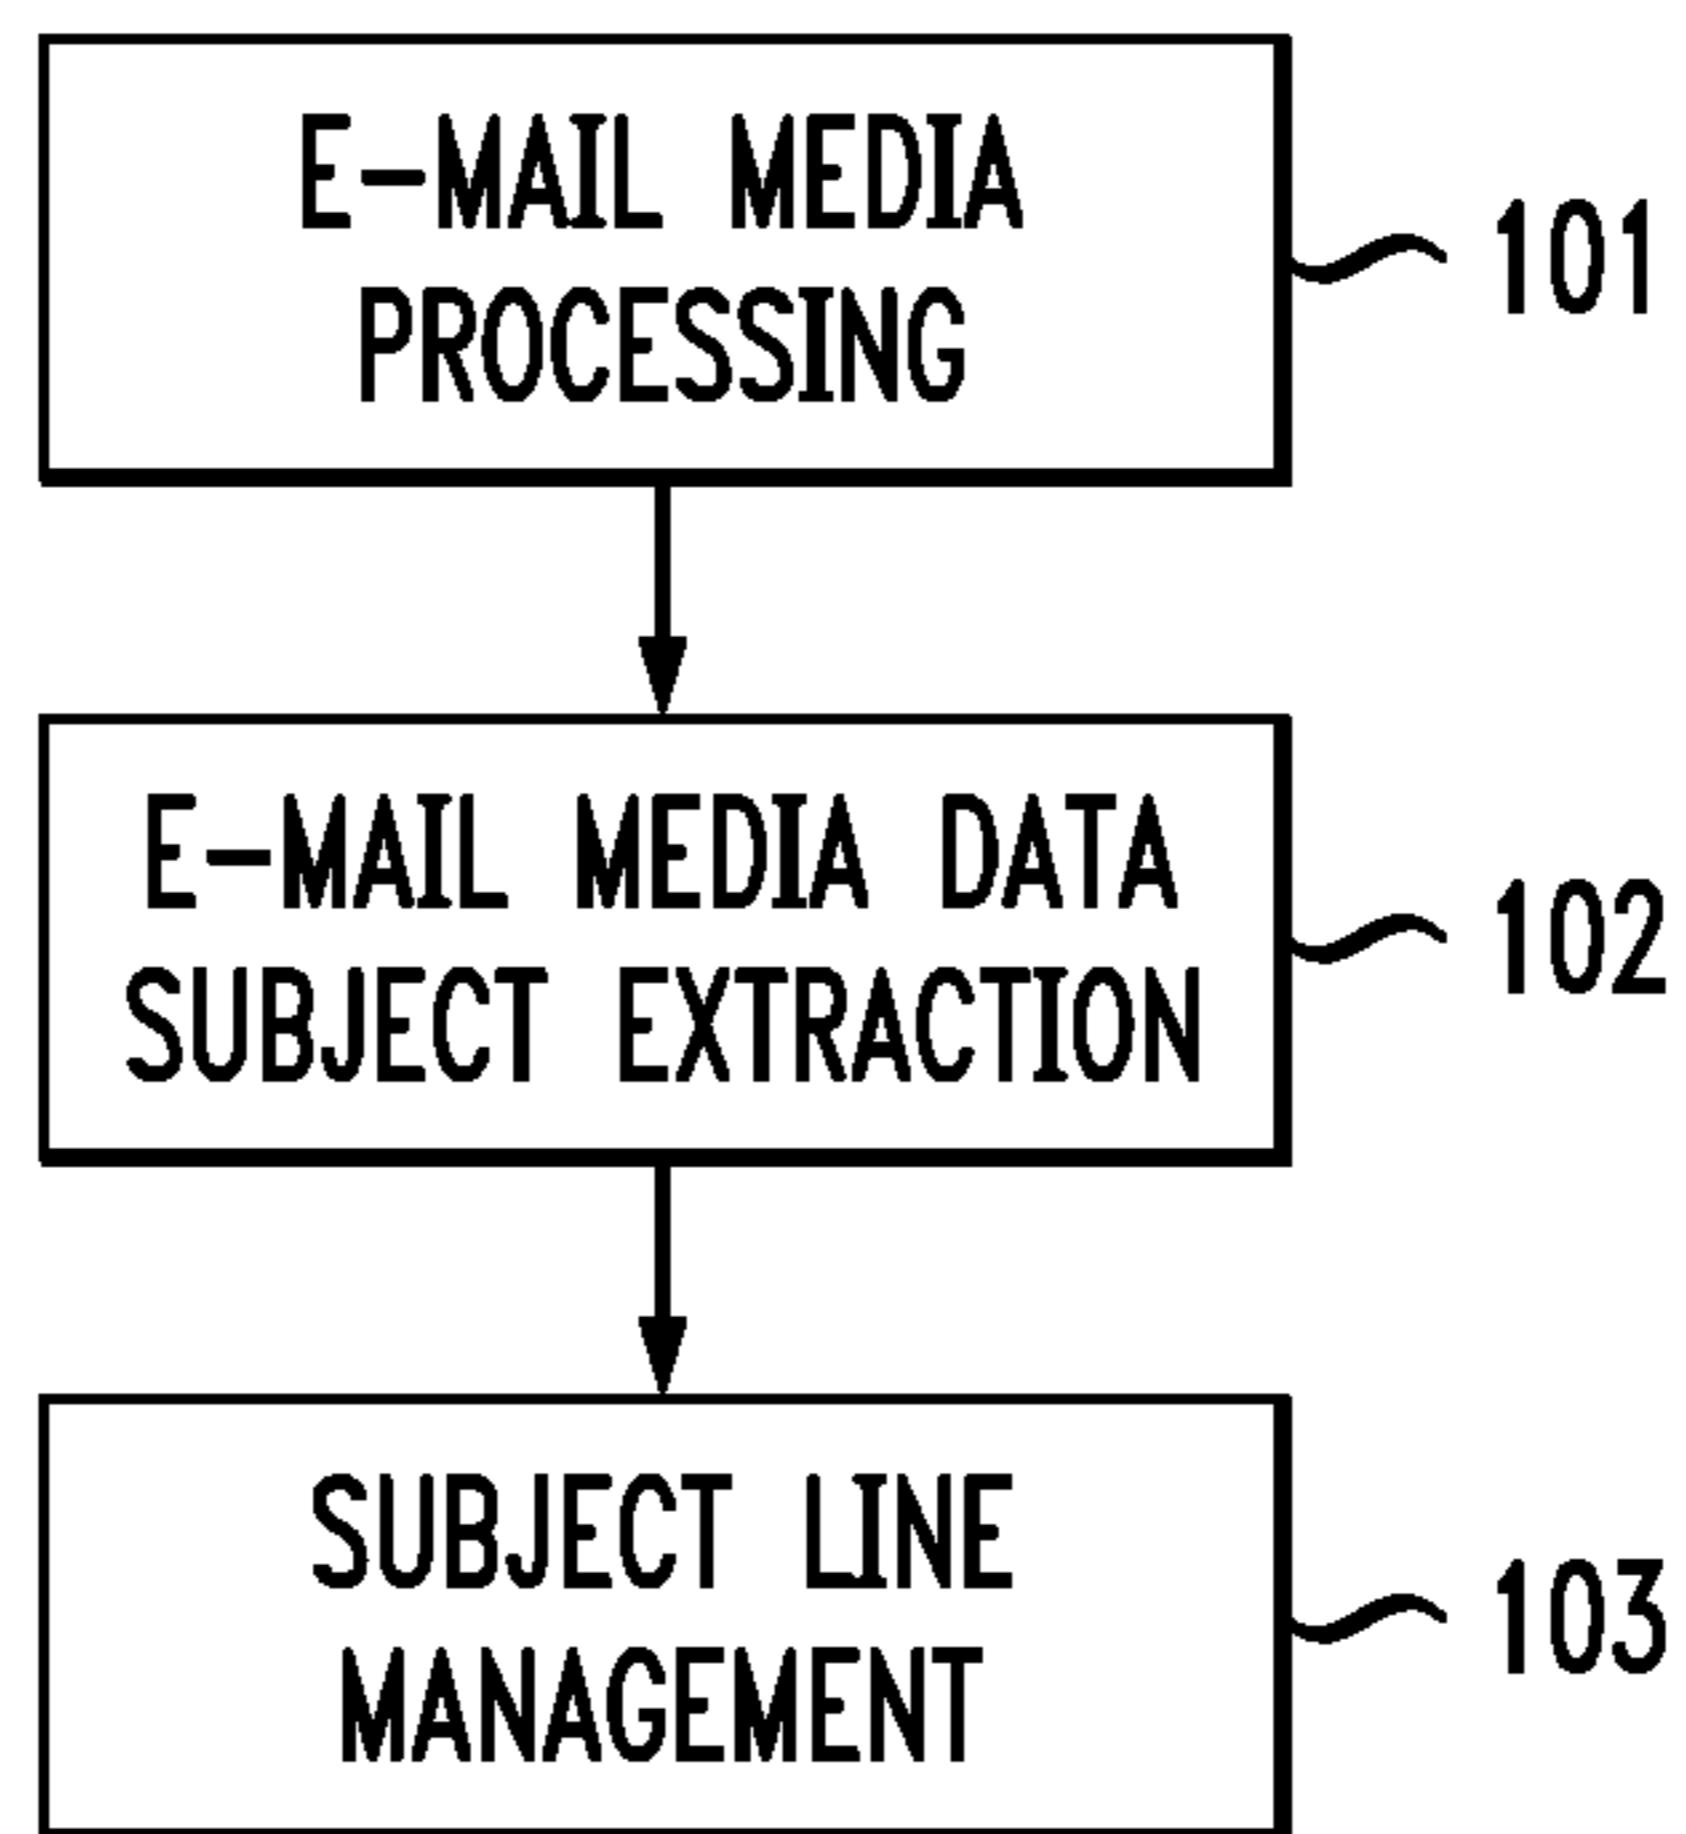 E-MAIL MEDIA
PROCESSING
101
E-MAIL MEDIA DATA
SUBJECT EXTRACTION
102
SUBJECT LINE
MANAGEMENT
103